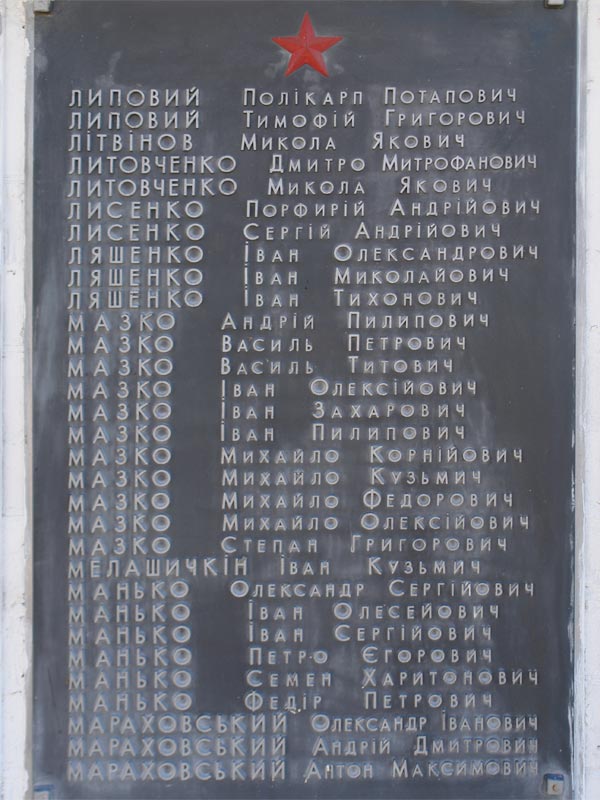 ЛИПОВИЙ ПОЛІКАРП ПОТАПОВИЧ
ЛИПОВИЙ ТИМОФІЙ ГРИГОРОВИЧ
ЛІТВІНОВ МИКОЛА ЯКОВИЧ
ЛИТОВЧЕНКО ДМИТРО МИТРОФАНОВИЧ
ЛИТОВЧЕНКО МИКОЛА ЯКОВИЧ
ЛИСЕНКО ПОРФИРІЙ АНДРІЙОВИЧ
ЛИСЕНКО СЕРГІЙ АНДРІЙОВИЧ
ЛЯШЕНКО ІВАН ОЛЕКСАНДРОВИЧ
ЛЯШЕНКО ІВАН МИКОЛАЙОВИЧ
ЛЯШЕНКО ІВАН ТИХОНОВИЧ
МАЗКО АНДРІЙ ПИЛИПОВИЧ
МАЗКО ВАСИЛЬ ПЕТРОВИЧ
МАЗКО ВАСИЛЬ ТИТОВИЧ
МАЗКО ІВАН ОЛЕКСІЙОВИЧ
МАЗКО ІВАН ЗАХАРОВИЧ
МАЗКО ІВАН ПИЛИПОВИЧ
МАЗКО МИХАЙЛО КОРНІЙОВИЧ
МАЗКО МИХАЙЛО КУЗЬМИЧ
МАЗКО МИХАЙЛО ФЕДОРОВИЧ
МАЗКО МИХАЙЛО ОЛЕКСІЙОВИЧ
МАЗКО СТЕПАН ГРИГОРОВИЧ
МЕЛАШИЧКІН ІВАН КУЗЬМИЧ
МАНЬКО ОЛЕКСАНДР СЕРГІЙОВИЧ
МАНЬКО ІВАН ОЛЕСЕЙОВИЧ
МАНЬКО ІВАН СЕРГІЙОВИЧ
МАНЬКО ПЕТРО ЄГОРОВИЧ
МАНЬКО СЕМЕН ХАРИТОНОВИЧ
МАНЬКО ФЕДІР ПЕТРОВИЧ
МАРАХОВСЬКИЙ ОЛЕКСАНДР ІВАНОВИЧ
МАРАХОВСЬКИЙ АНДРІЙ ДМИТРОВИЧ
МАРАХОВСЬКИЙ АНТОН МАКСИМОВИЧ